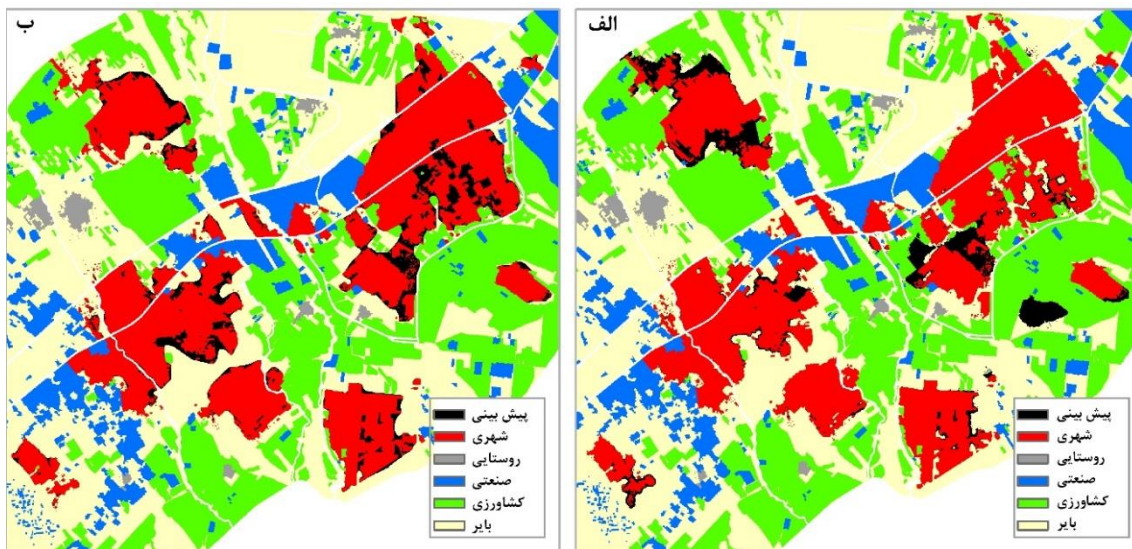 الف
پیش بینی
شهری
روستایی
صنعتی
کشاورزی
بایر
ب
پیش بینی
شهری
روستایی
صنعتی
کشاورزی
بایر